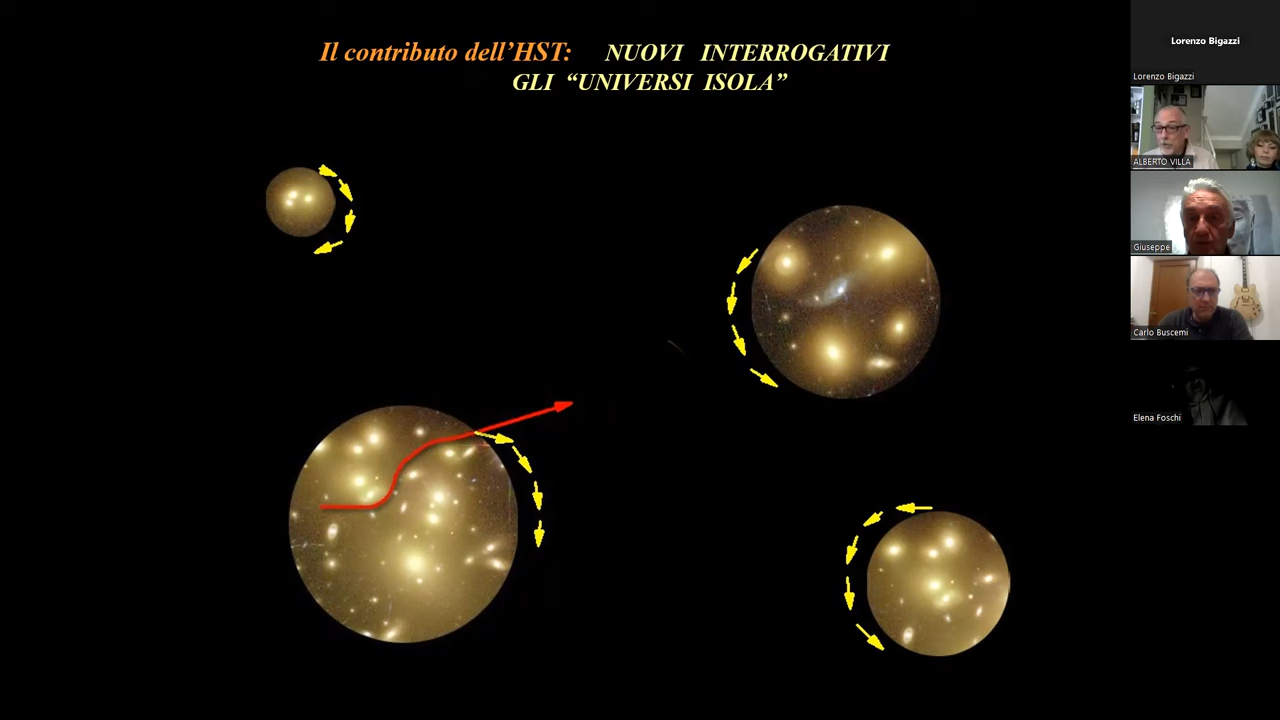 Il contributo dell'HST: NUOVI INTERROGATIVI
GLI “UNIVERSI ISOLA”
Lorenzo Bigazzi
Lorenzo Bigazzi
ALBERTO VILLA
Giuseppe
Carlo Buscemi
Elena Foschi